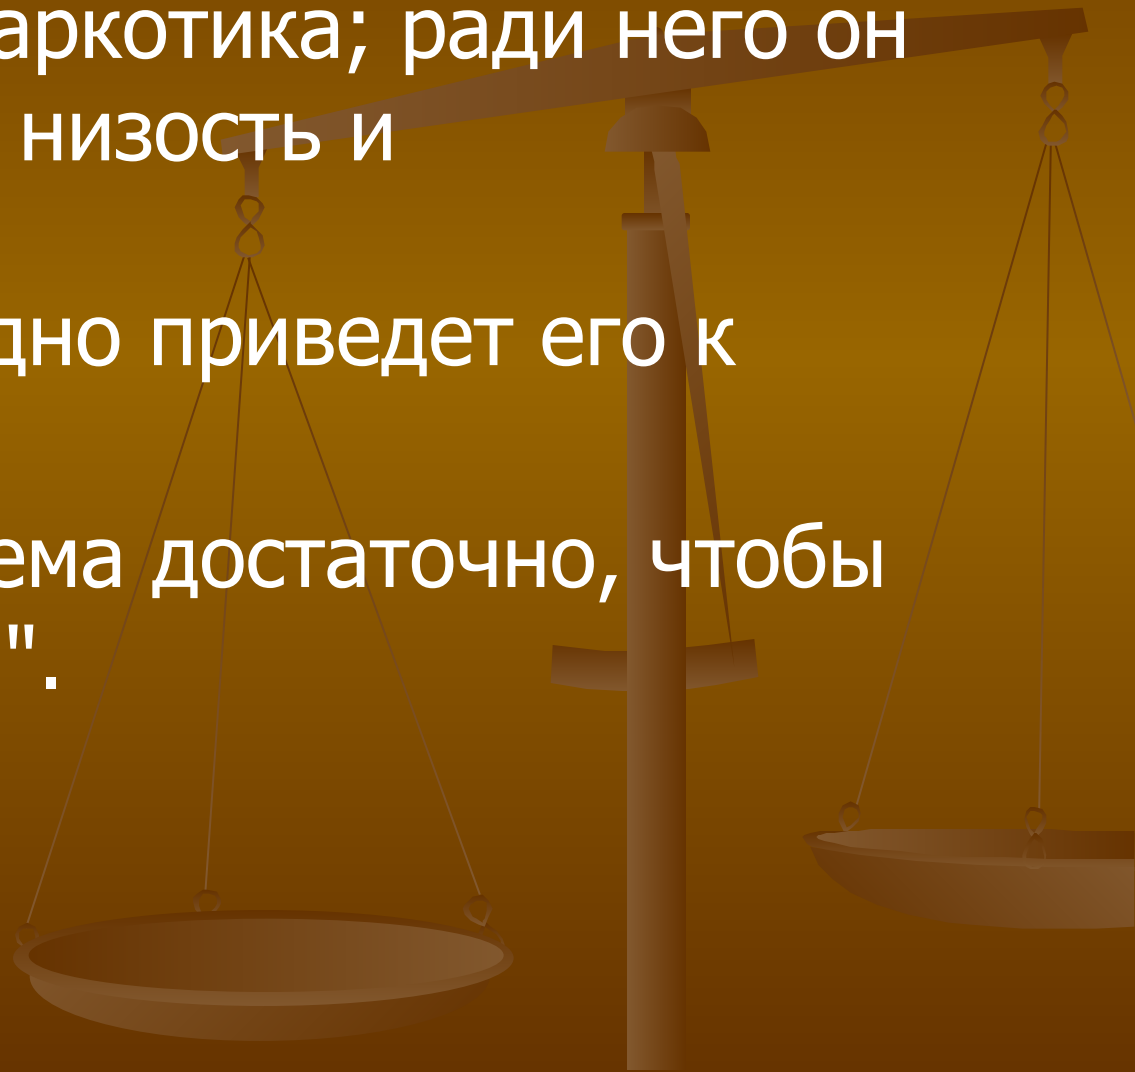 аркотика; ради него он
низость и
дно приведет его к
ема достаточно, чтобы
".